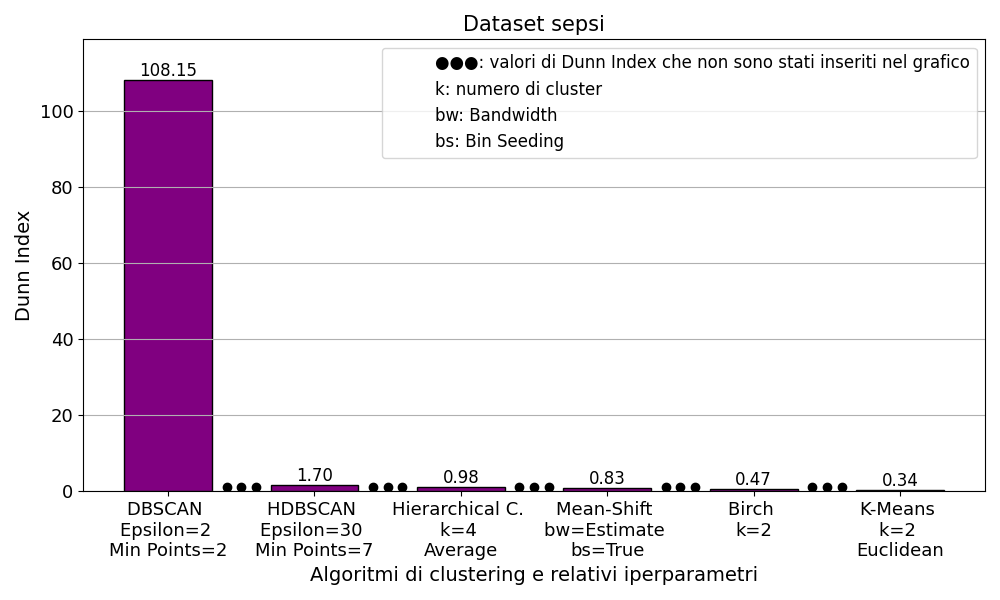 Dataset sepsi
108.15
●●●: valori di Dunn Index che non sono stati inseriti nel grafico
k: numero di cluster
bw: Bandwidth
bs: Bin Seeding
100
80
60
40
20
0
Dunn Index
1.70
0.98
0.83
0.47
0.34
DBSCAN
Epsilon=2
Min Points=2
HDBSCAN
Epsilon=30
Min Points=7
Hierarchical C.
k=4
Average
Mean-Shift
bw=Estimate
bs=True
Birch
k=2
K-Means
k=2
Euclidean
Algoritmi di clustering e relativi iperparametri